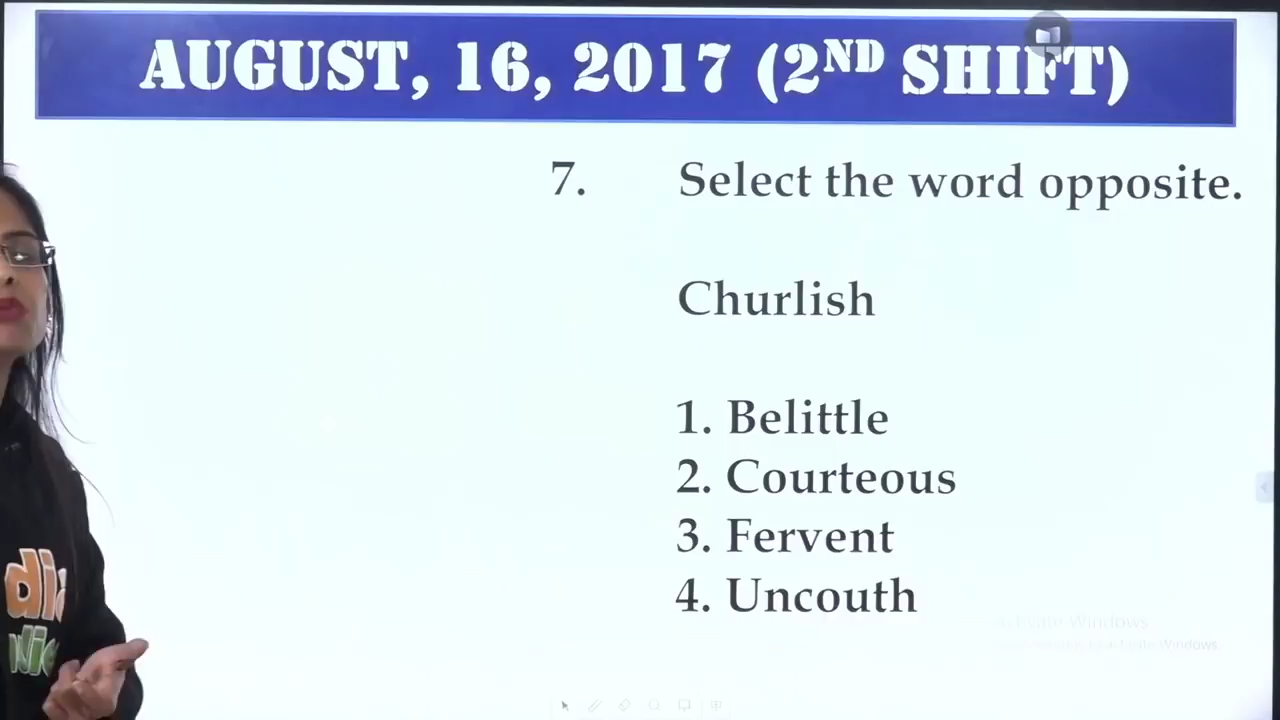 AUGUST, 16, 2017 (2ND SHIFT)
7. Select the word opposite.
Churlish
1. Belittle
2. Courteous
3. Fervent
4. Uncouth